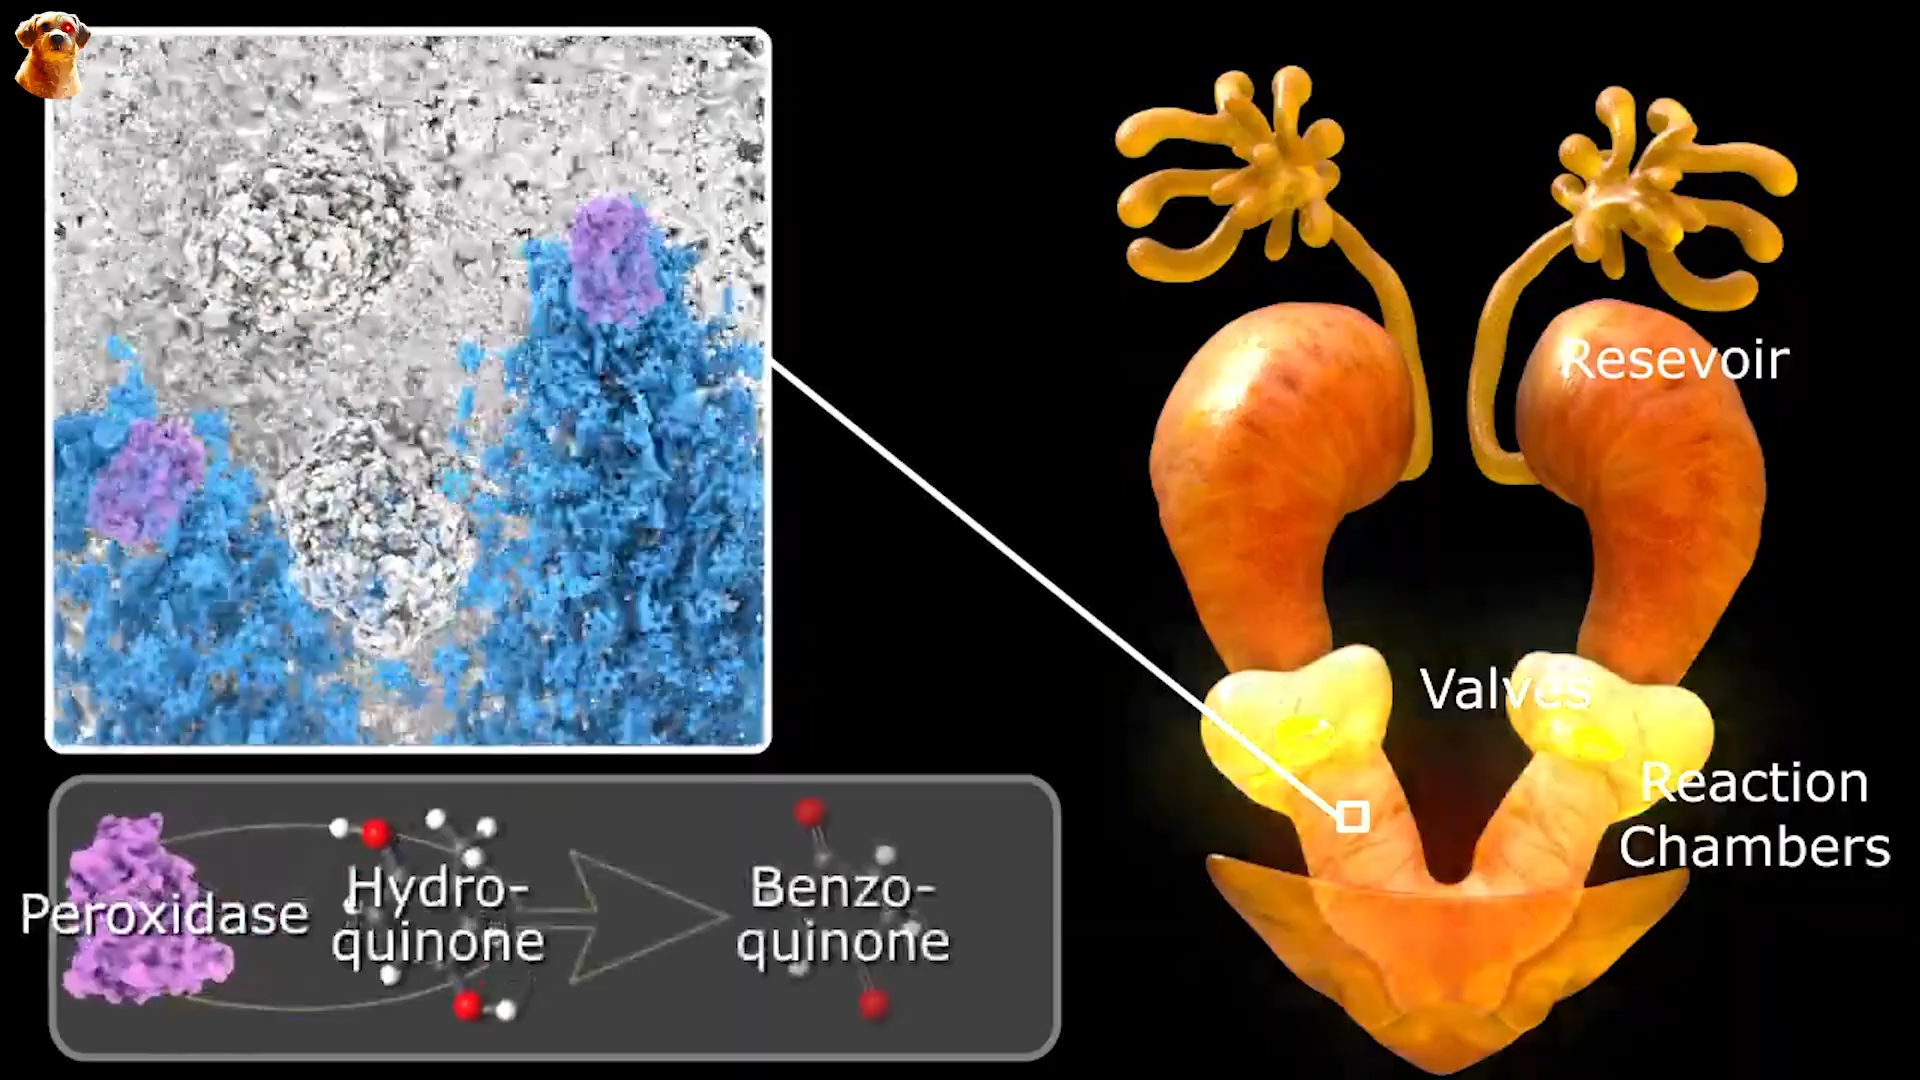 Resevoir
Valves
Reaction
Chambers
Peroxidase
Hydro-
quinone
Benzo-
quinone